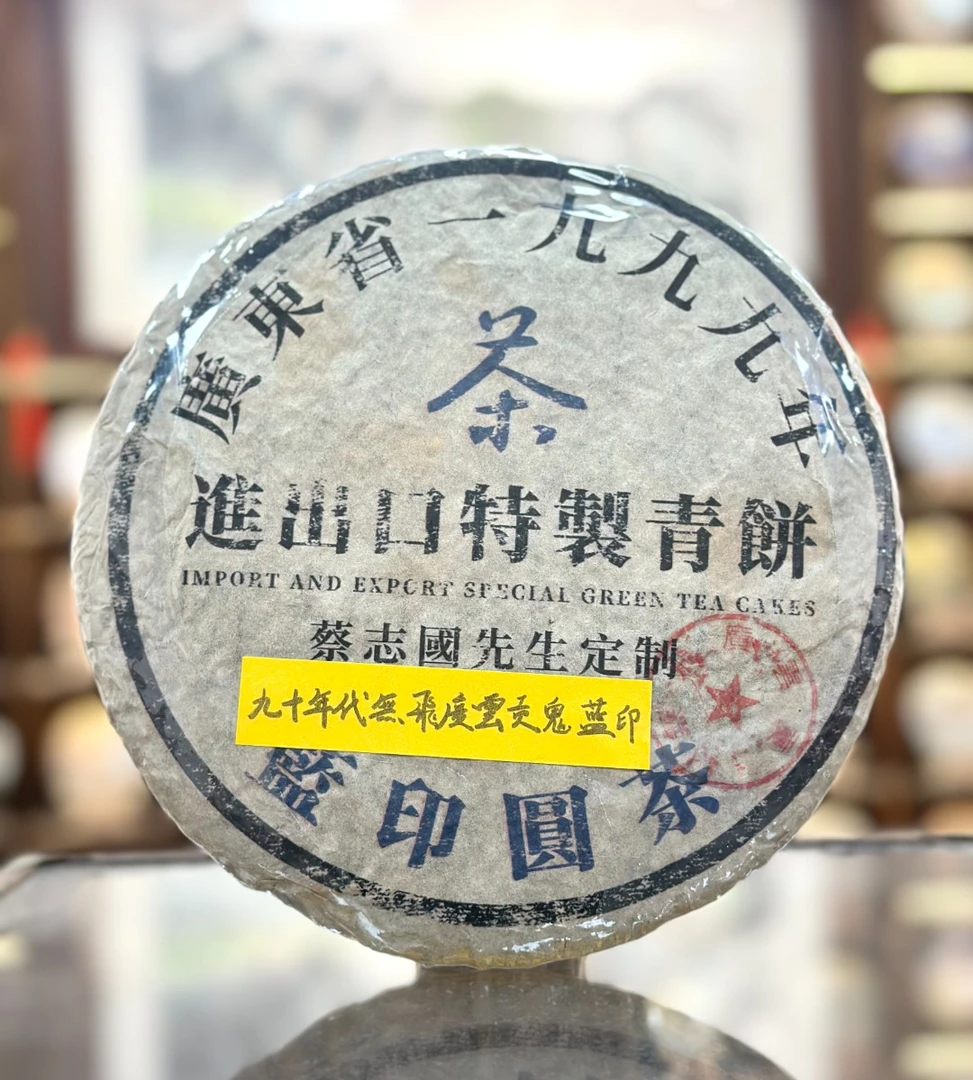 廣東省一九九九年
茶
進出口特製青餅
IMPORT AND EXPORT SPECIAL GREEN TEA CAKES
蔡志國先生定制
九十年代無飛廣雲貢鬼藍印
藍印圓茶